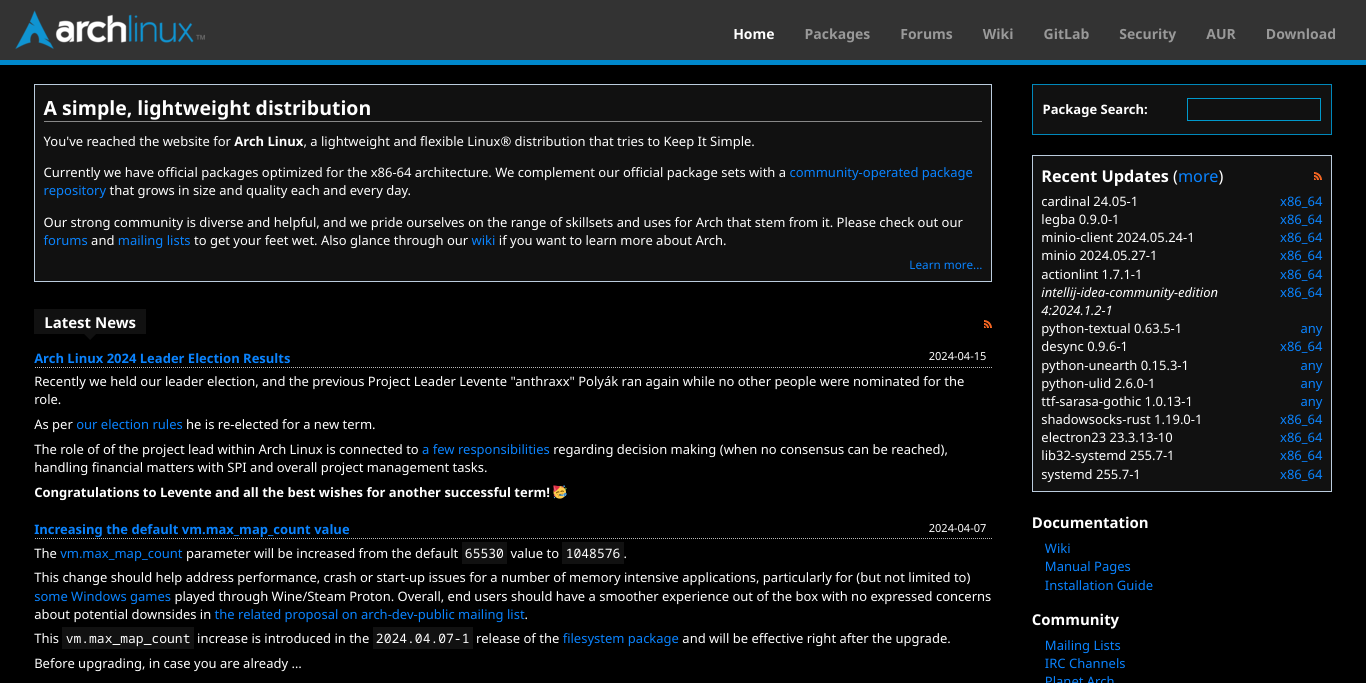 archlinux™
Home Packages Forums Wiki GitLab Security AUR Download
A simple, lightweight distribution
You've reached the website for Arch Linux, a lightweight and flexible Linux® distribution that tries to Keep It Simple.
Currently we have official packages optimized for the x86-64 architecture. We complement our official package sets with a community-operated package
repository that grows in size and quality each and every day.
Our strong community is diverse and helpful, and we pride ourselves on the range of skillsets and uses for Arch that stem from it. Please check out our
forums and mailing lists to get your feet wet. Also glance through our wiki if you want to learn more about Arch.
Learn more...
Latest News
Arch Linux 2024 Leader Election Results 2024-04-15
Recently we held our leader election, and the previous Project Leader Levente "anthraxx" Polyák ran again while no other people were nominated for the
role.
As per our election rules he is re-elected for a new term.
The role of of the project lead within Arch Linux is connected to a few responsibilities regarding decision making (when no consensus can be reached),
handling financial matters with SPI and overall project management tasks.
Congratulations to Levente and all the best wishes for another successful term! 🥳
Increasing the default vm.max_map_count value 2024-04-07
The vm.max_map_count parameter will be increased from the default 65530 value to 1048576.
This change should help address performance, crash or start-up issues for a number of memory intensive applications, particularly for (but not limited to)
some Windows games played through Wine/Steam Proton. Overall, end users should have a smoother experience out of the box with no expressed concerns
about potential downsides in the related proposal on arch-dev-public mailing list.
This vm.max_map_count increase is introduced in the 2024.04.07-1 release of the filesystem package and will be effective right after the upgrade.
Before upgrading, in case you are already ...
Package Search:
Recent Updates (more)
cardinal 24.05-1 x86_64
legba 0.9.0-1 x86_64
minio-client 2024.05.24-1 x86_64
minio 2024.05.27-1 x86_64
actionlint 1.7.1-1 x86_64
intellij-idea-community-edition x86_64
4:2024.1.2-1
python-textual 0.63.5-1 any
desync 0.9.6-1 x86_64
python-unearth 0.15.3-1 any
python-ulid 2.6.0-1 any
ttf-sarasa-gothic 1.0.13-1 any
shadowsocks-rust 1.19.0-1 x86_64
electron23 23.3.13-10 x86_64
lib32-systemd 255.7-1 x86_64
systemd 255.7-1 x86_64
Documentation
Wiki
Manual Pages
Installation Guide
Community
Mailing Lists
IRC Channels
Planet Arch